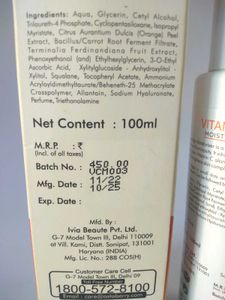 Ingredients: Aqua, Glycerin, Cetyl Alcohol,
Trilaureth-4 Phosphate, Cyclopentasiloxane, Isopropyl
Myristate, Citrus Aurantium Dulcis (Orange) Peel
Extract, Bacillus/Carrot Root Ferment Filtrate,
Terminalia Ferdinandiana Fruit Extract,
Phenoxyethanol (and) Ethylhexylglycerin, 3-O-Ethyl
Ascorbic Acid, Xylitylglucoside - Anhydroxylitol -
Xylitol, Squalane, Tocopheryl Acetate, Ammonium
Acryloyldimethyltaurate/Beheneth-25 Methacrylate
Crosspolymer, Allantoin, Sodium Hyaluronate,
Perfume, Triethanolamine
Net Content : 100ml
M.R.P. : ₹
(Incl. of all taxes)
450.00
Batch No. : VCM003
Mfg. Date : 11/22
10/25
Exp. Date :
Mfd. By :
Ivia Beaute Pvt. Ltd.
G-7 Model Town III, Delhi 110009
at Vill. Kami, Distt. Sonipat, 131001
Haryana (INDIA)
Mfg. Lic. No.: 288 COS(H)
Customer Care Cell
G-7 Model Town III, Delhi 09
Toll Free Number
1800-572-8100
VITAM
MOIST